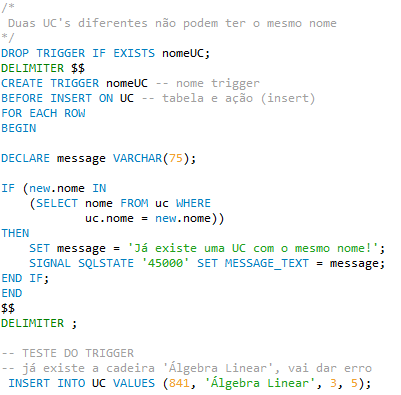 /*
 Duas UC's diferentes não podem ter o mesmo nome
*/
DROP TRIGGER IF EXISTS nomeUC;
DELIMITER $$
CREATE TRIGGER nomeUC -- nome trigger
BEFORE INSERT ON UC -- tabela e ação (insert)
FOR EACH ROW
BEGIN

DECLARE message VARCHAR(75);

IF (new.nome IN
    (SELECT nome FROM uc WHERE
            uc.nome = new.nome))
THEN
    SET message = 'Já existe uma UC com o mesmo nome!';
    SIGNAL SQLSTATE '45000' SET MESSAGE_TEXT = message;
END IF;
END
$$
DELIMITER ;

-- TESTE DO TRIGGER
-- já existe a cadeira 'Álgebra Linear', vai dar erro
 INSERT INTO UC VALUES (841, 'Álgebra Linear', 3, 5);